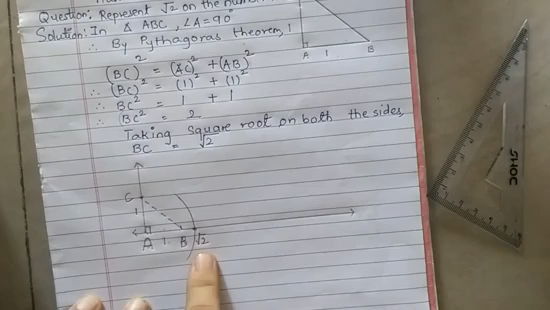 Question: Represent √2 on the num
Solution: In Δ ABC, ∠A = 90°
∴ By Pythagoras theorem,
(BC)² = (AC)² + (AB)²
∴ (BC)² = (1)² + (1)²
∴ BC² = 1 + 1
∴ BC² = 2
Taking square root on both the sides,
BC = √2
1
A 1 B
C
1
A 1 B √2
SHOC